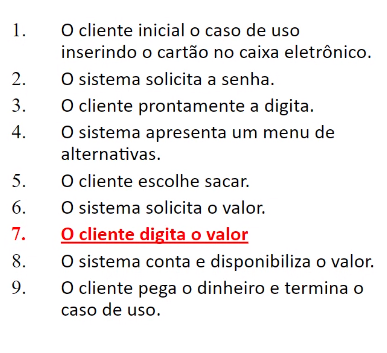 1. O cliente inicial o caso de uso
inserindo o cartão no caixa eletrônico.
2. O sistema solicita a senha.
3. O cliente prontamente a digita.
4. O sistema apresenta um menu de
alternativas.
5. O cliente escolhe sacar.
6. O sistema solicita o valor.
7. O cliente digita o valor
8. O sistema conta e disponibiliza o valor.
9. O cliente pega o dinheiro e termina o
caso de uso.